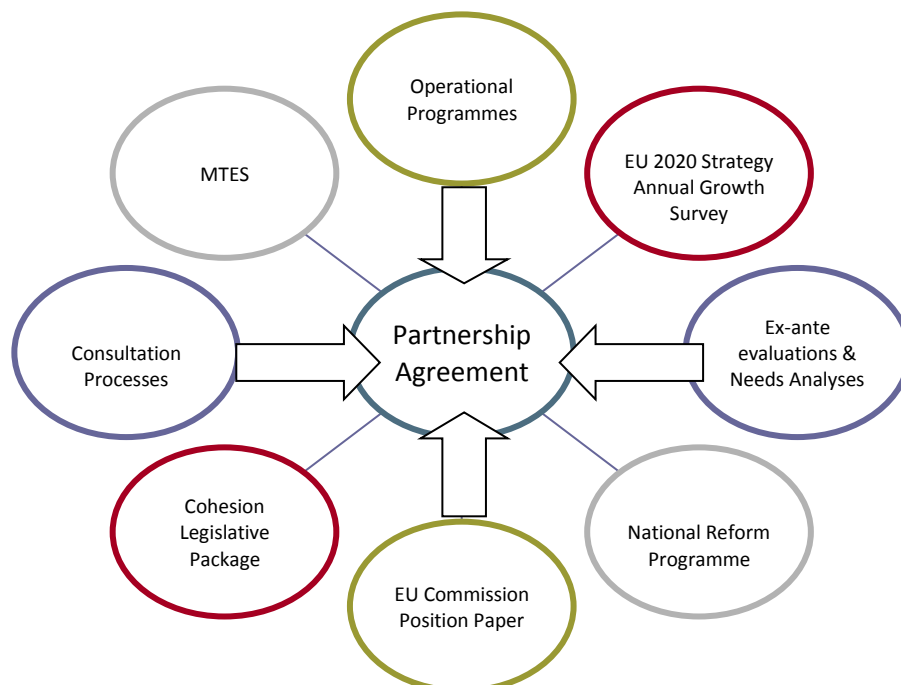 Operational
Programmes
MTES
EU 2020 Strategy
Annual Growth
Survey
Consultation
Processes
Partnership
Agreement
Ex-ante
evaluations &
Needs Analyses
Cohesion
Legislative
Package
EU Commission
Position Paper
National Reform
Programme